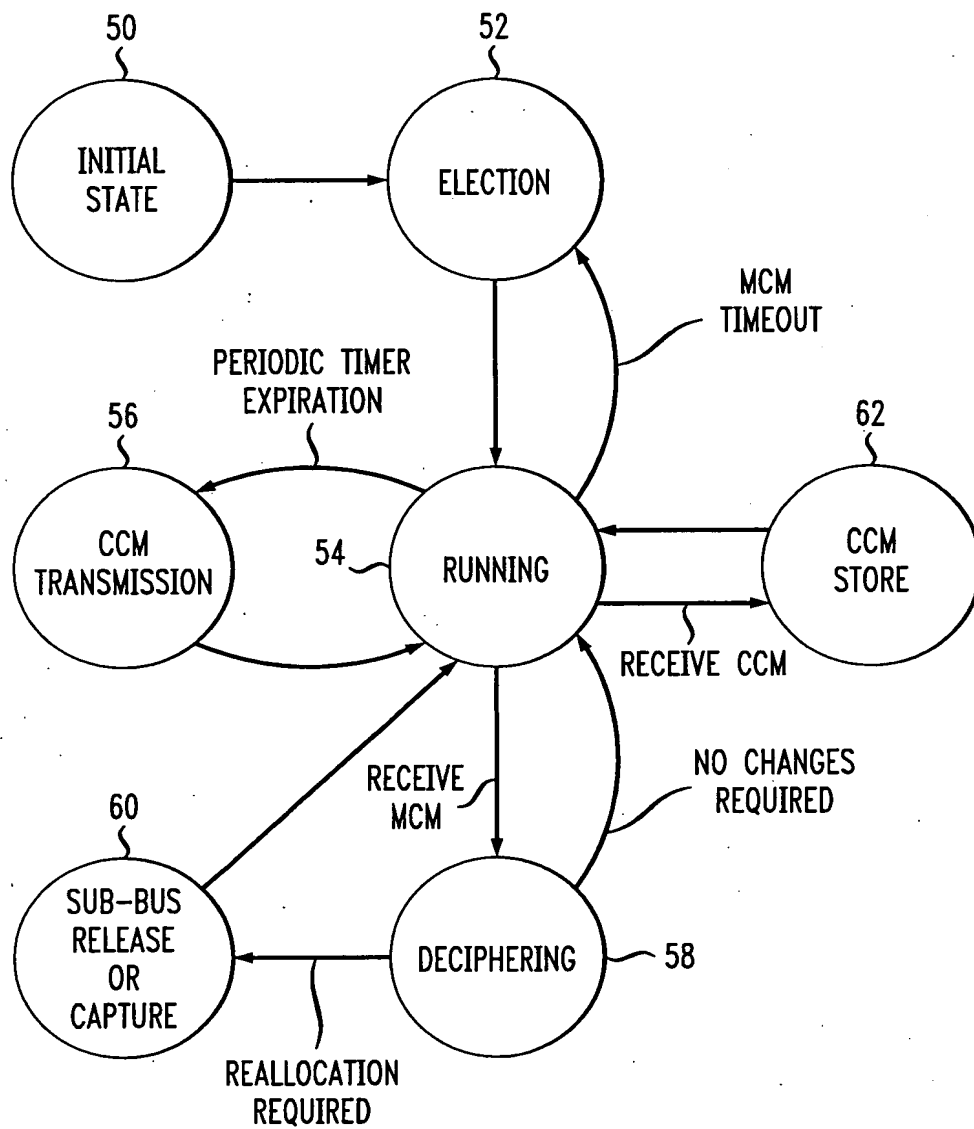 50
52
INITIAL
STATE
ELECTION
MCM
TIMEOUT
PERIODIC TIMER
EXPIRATION
56
62
CCM
TRANSMISSION
54
RUNNING
CCM
STORE
RECEIVE CCM
RECEIVE
MCM
NO CHANGES
REQUIRED
60
SUB-BUS
RELEASE
OR
CAPTURE
DECIPHERING
58
REALLOCATION
REQUIRED